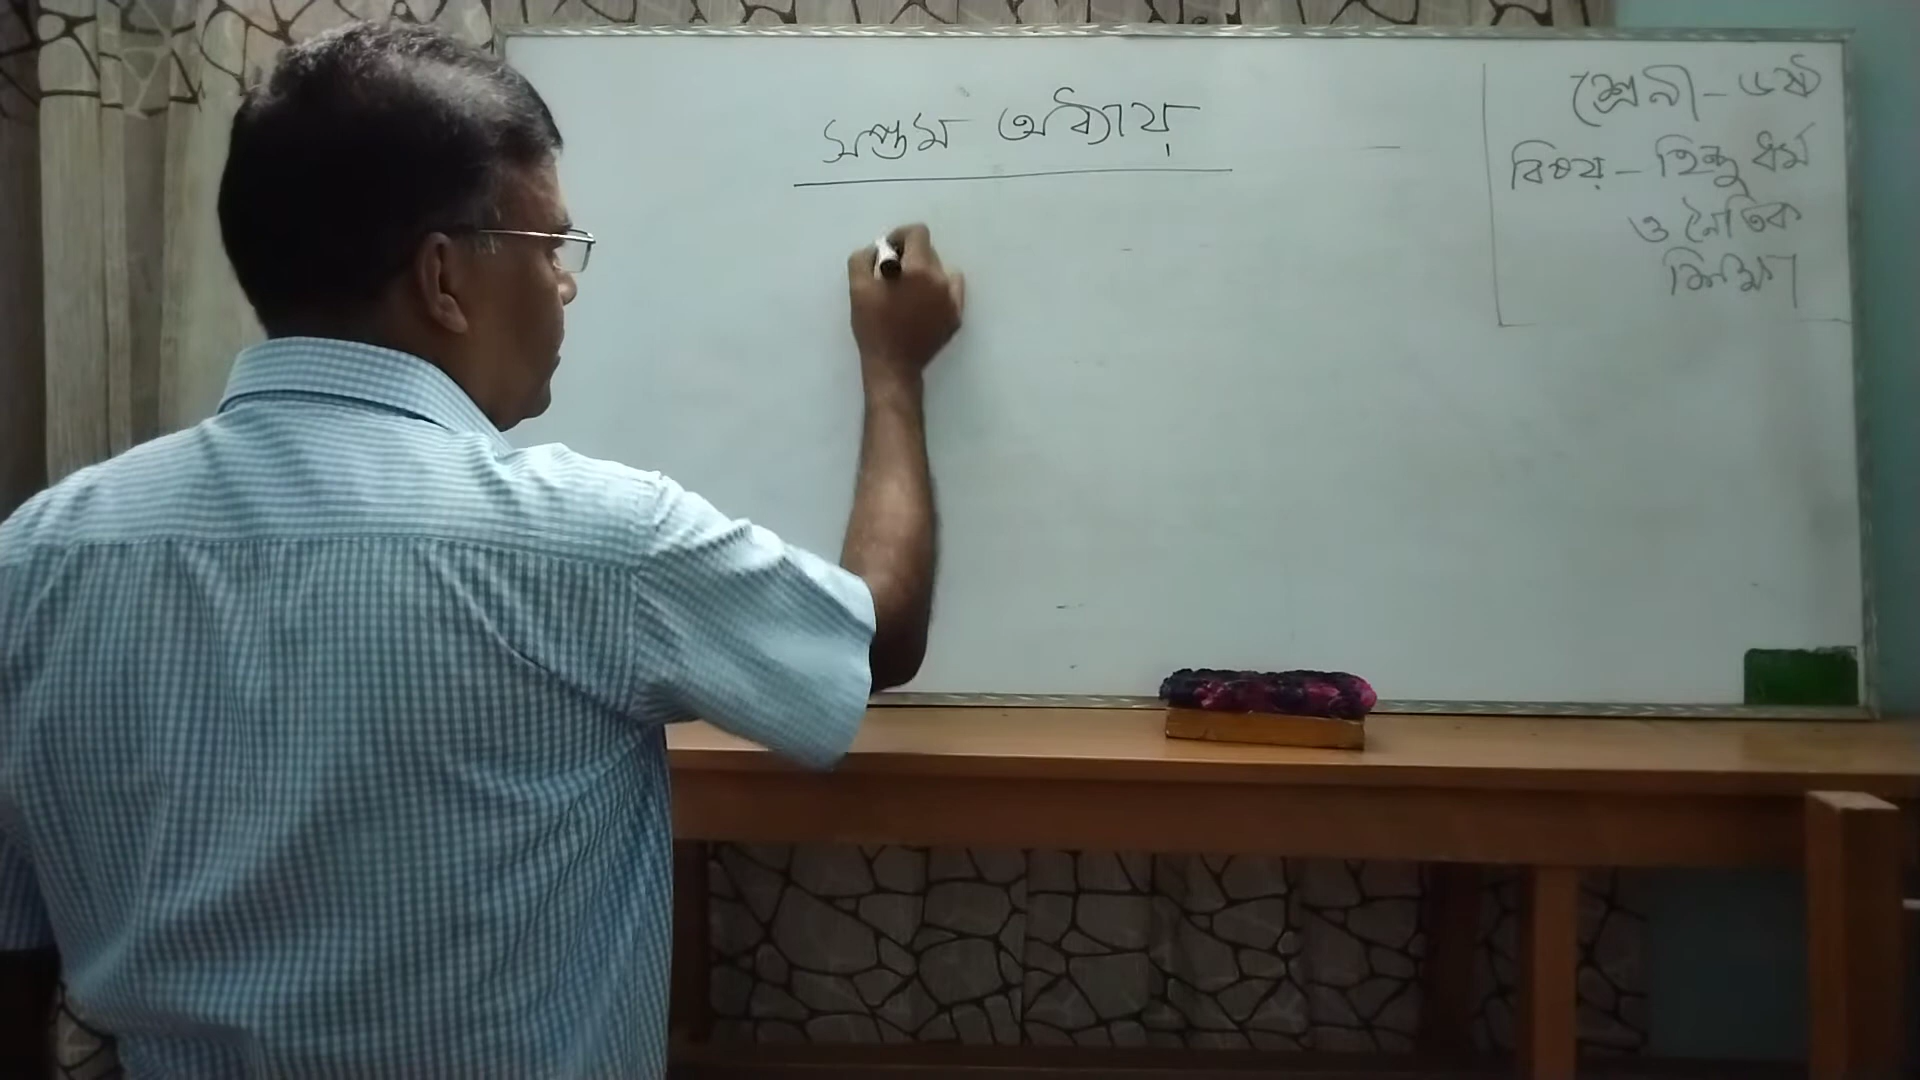 সপ্তম অধ্যায়
শ্রেনী - ৬ষ্ঠ
বিষয় - হিন্দু ধর্ম
ও নৈতিক
শিক্ষা